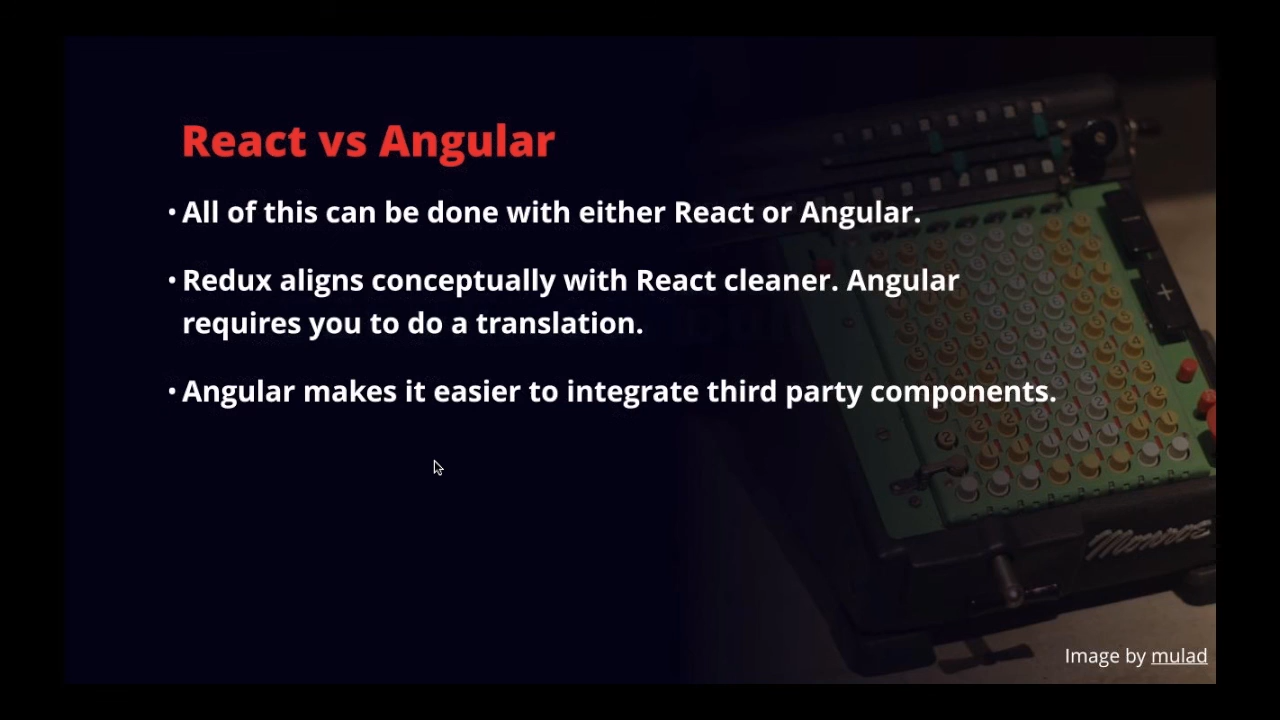 React vs Angular
• All of this can be done with either React or Angular.
• Redux aligns conceptually with React cleaner. Angular
requires you to do a translation.
• Angular makes it easier to integrate third party components.
Monroe
Image by mulad